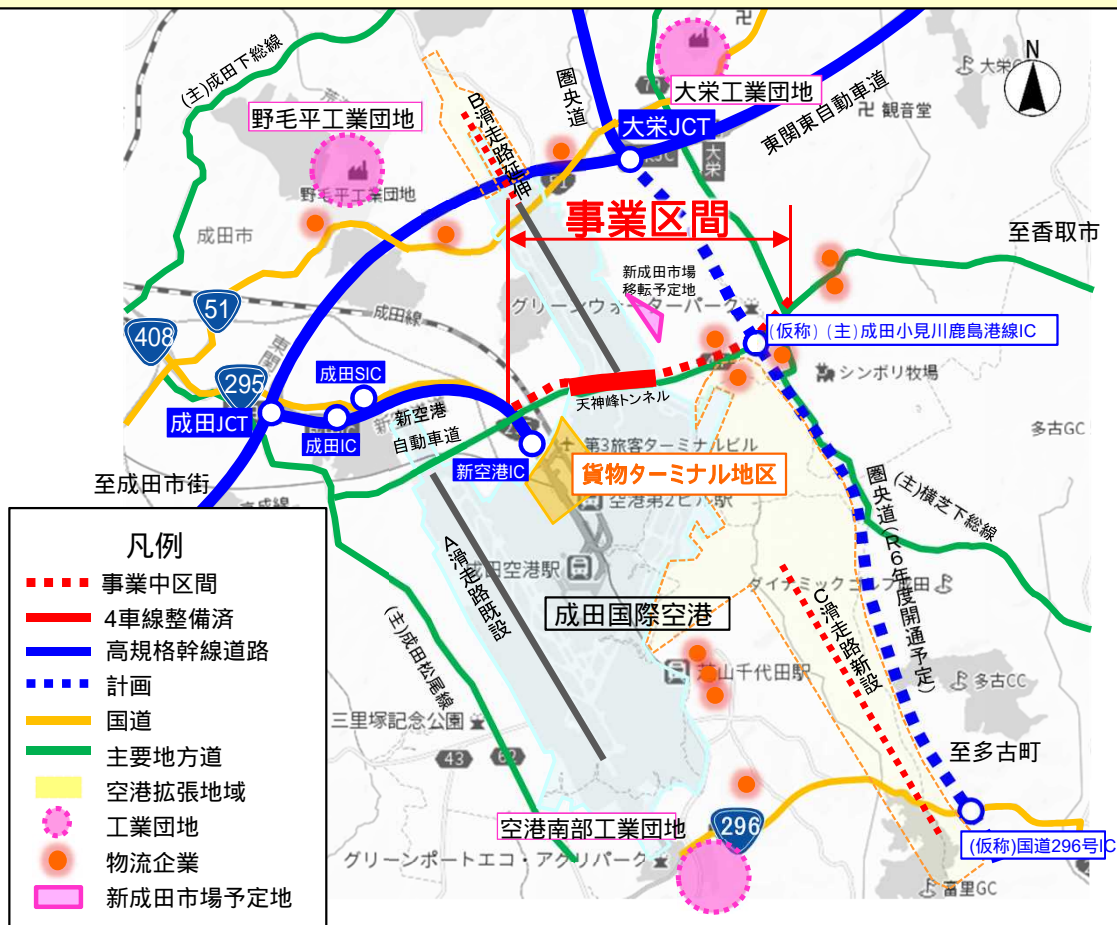 (主)成田下総線
野毛平工業団地
野毛平工業団地
成田市
B滑走路延伸
圏央道
大栄工業団地
大栄JCT
大栄
東関東自動車道
卍 観音堂
N
51
事業区間
至香取市
新成田市場
移転予定地
グリーンウォーターパーク
(仮称)(主)成田小見川鹿島港線IC
シンボリ牧場
成田線
51
408
295
成田SIC
成田JCT
成田IC
新空港
自動車道
天神峰トンネル
新空港IC
第3旅客ターミナルビル
貨物ターミナル地区
空港第2ビル駅
多古GC
至成田市街
(主)横芝下総線
圏央道(R6年度開通予定)
A滑走路既設
成田空港駅
成田国際空港
C滑走路新設
(主)成田松尾線
芝山千代田駅
多古CC
三里塚記念公園
43
62
至多古町
空港南部工業団地
296
グリーンポートエコ・アグリパーク
(仮称)国道296号IC
富里GC
凡例
事業中区間
4車線整備済
高規格幹線道路
計画
国道
主要地方道
空港拡張地域
工業団地
物流企業
新成田市場予定地